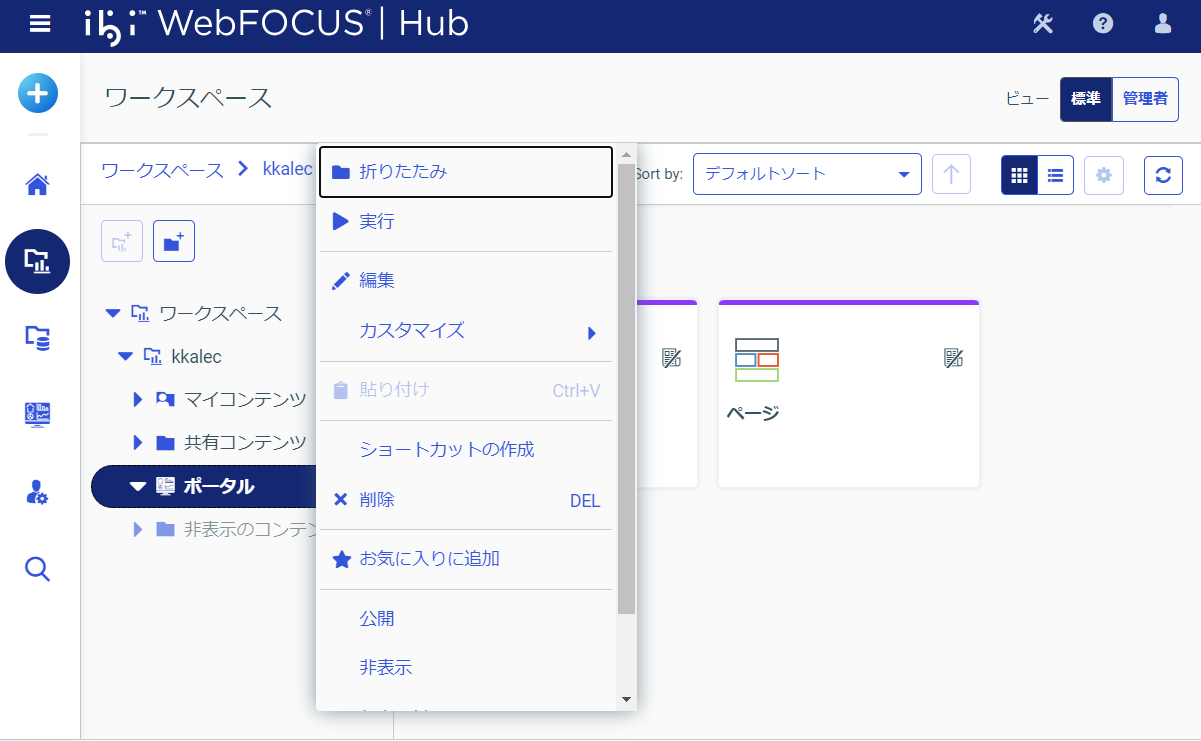 ibi™ WebFOCUS® | Hub
ワークスペース
ビュー 標準 管理者
ワークスペース kkalec
Sort by: デフォルトソート
折りたたみ
実行
編集
カスタマイズ
貼り付け Ctrl+V
ショートカットの作成
削除 DEL
お気に入りに追加
公開
非表示
ワークスペース
kkalec
マイコンテンツ
共有コンテンツ
ポータル
非表示のコンテン
ページ